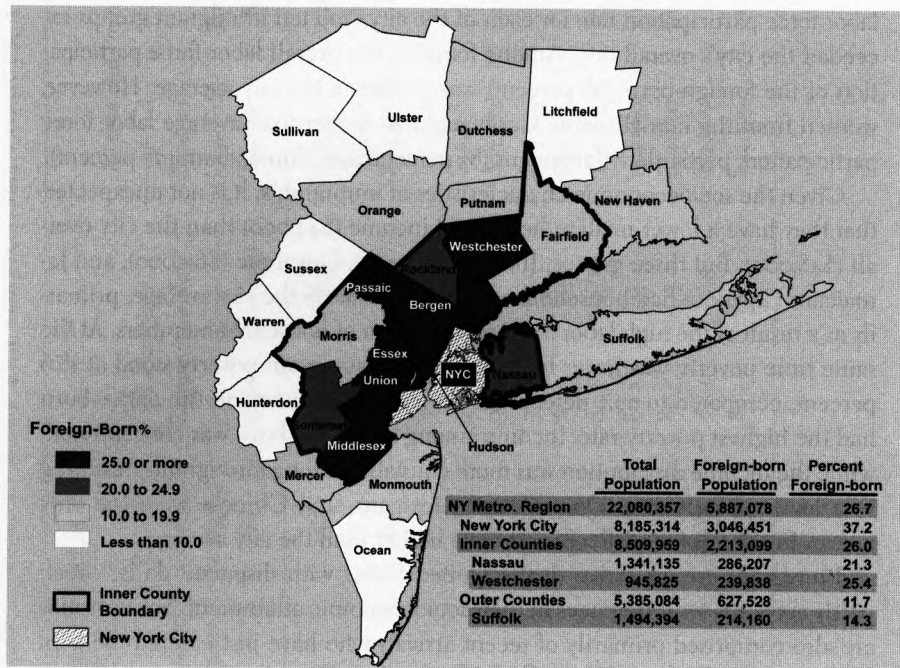 Litchfield
Ulster
Sullivan
Dutchess
Putnam
New Haven
Orange
Westchester
Fairfield
Sussex
Rockland
Passaic
Bergen
Warren
Morris
Suffolk
Essex
NYC
Nassau
Union
Hunterdon
Somerset
Hudson
Middlesex
Mercer
Monmouth
Ocean
Foreign-Born%
25.0 or more
20.0 to 24.9
10.0 to 19.9
Less than 10.0
Inner County
Boundary
New York City
Total Foreign-born Percent
Population Population Foreign-born
NY Metro. Region 22,080,357 5,887,078 26.7
New York City 8,185,314 3,046,451 37.2
Inner Counties 8,509,959 2,213,099 26.0
Nassau 1,341,135 286,207 21.3
Westchester 945,825 239,838 25.4
Outer Counties 5,385,084 627,528 11.7
Suffolk 1,494,394 214,160 14.3